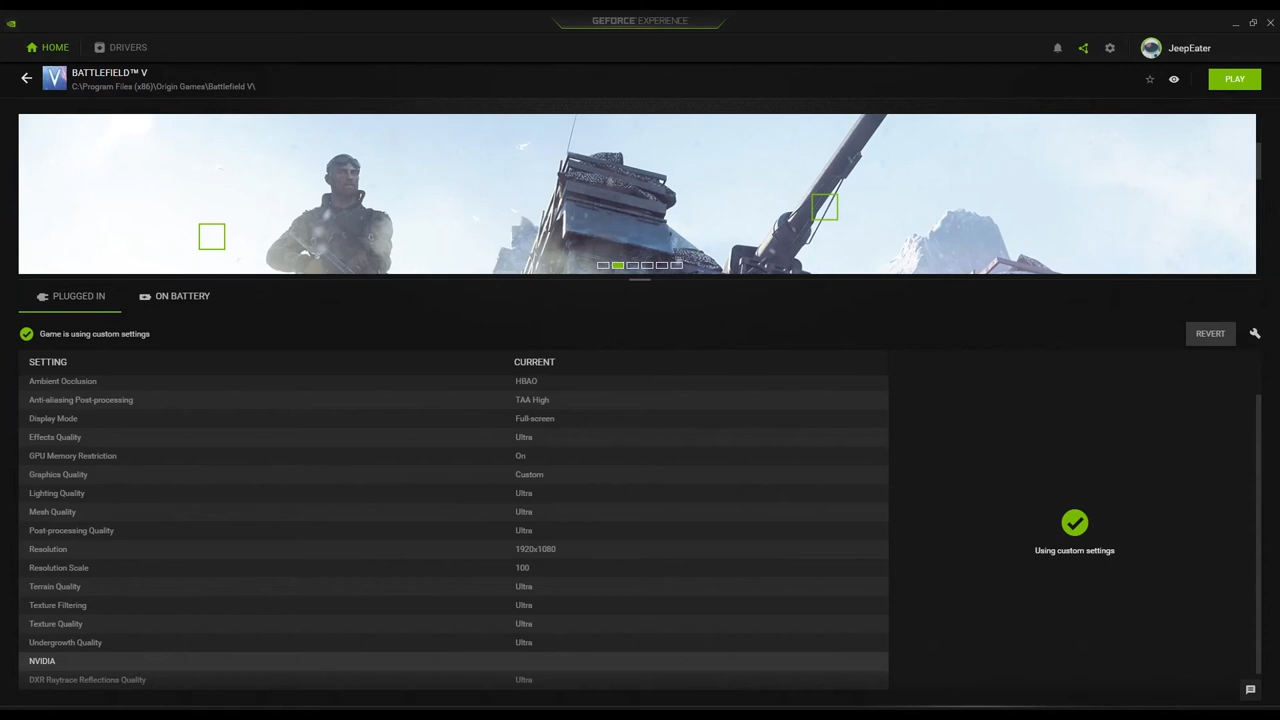 GEFORCE EXPERIENCE
HOME
DRIVERS
JeepEater
BATTLEFIELD™ V
C:\Program Files (x86)\Origin Games\Battlefield V\
PLAY
PLUGGED IN
ON BATTERY
Game is using custom settings
REVERT
SETTING CURRENT
Ambient Occlusion HBAO
Anti-aliasing Post-processing TAA High
Display Mode Full-screen
Effects Quality Ultra
GPU Memory Restriction On
Graphics Quality Custom
Lighting Quality Ultra
Mesh Quality Ultra
Post-processing Quality Ultra
Resolution 1920x1080
Resolution Scale 100
Terrain Quality Ultra
Texture Filtering Ultra
Texture Quality Ultra
Undergrowth Quality Ultra
NVIDIA
DXR Raytrace Reflections Quality Ultra
Using custom settings